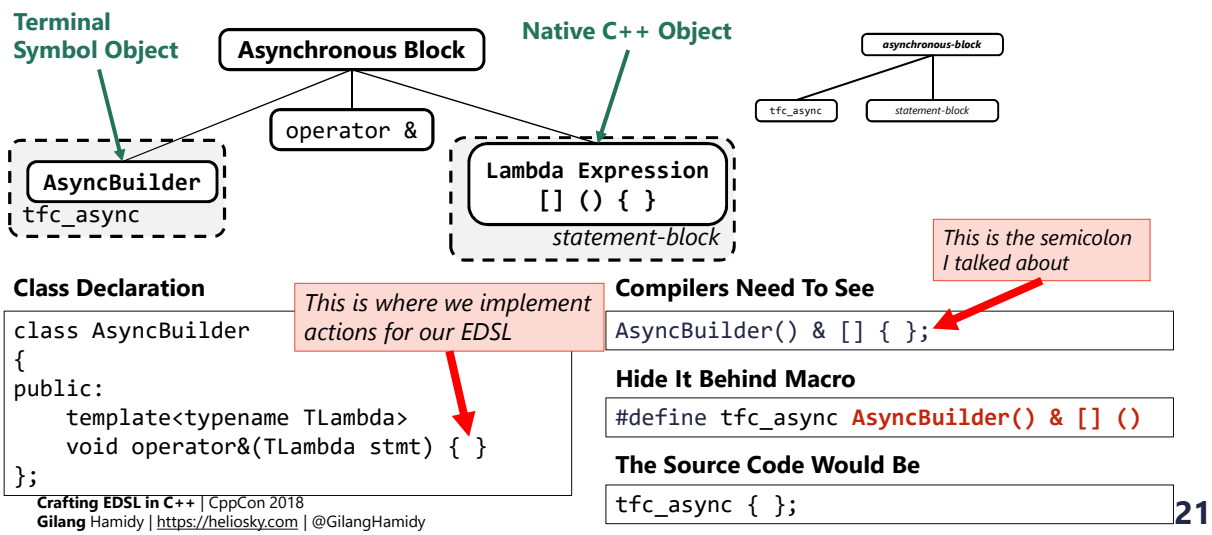 Terminal
Symbol Object
Asynchronous Block
Native C++ Object
operator &
AsyncBuilder
tfc_async
Lambda Expression
[] () { }
statement-block
asynchronous-block
tfc_async
statement-block
This is the semicolon
I talked about
Class Declaration
This is where we implement
actions for our EDSL
class AsyncBuilder
{
public:
    template<typename TLambda>
    void operator&(TLambda stmt) { }
};
Compilers Need To See
AsyncBuilder() & [] { };
Hide It Behind Macro
#define tfc_async AsyncBuilder() & [] ()
The Source Code Would Be
tfc_async { };
Crafting EDSL in C++ | CppCon 2018
Gilang Hamidy | https://heliosky.com | @GilangHamidy
21